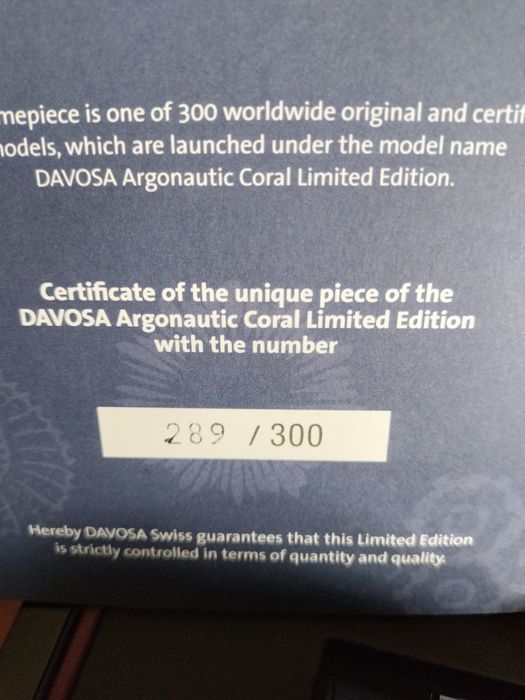 mepiece is one of 300 worldwide original and certif
odels, which are launched under the model name
DAVOSA Argonautic Coral Limited Edition.
Certificate of the unique piece of the
DAVOSA Argonautic Coral Limited Edition
with the number
289 / 300
Hereby DAVOSA Swiss guarantees that this Limited Edition
is strictly controlled in terms of quantity and quality.